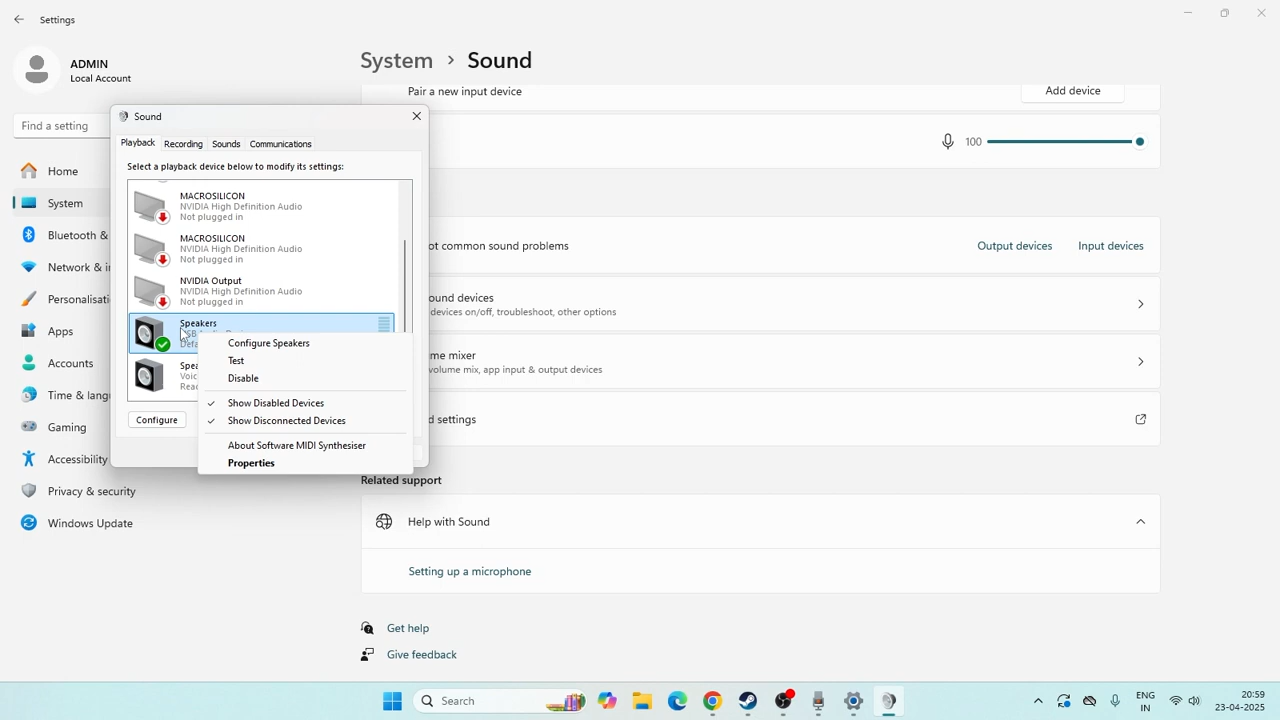 Settings
ADMIN
Local Account
Find a setting
Home
System
Bluetooth &
Network &
Personalisati
Apps
Accounts
Time &
Gaming
Accessibility
Privacy & security
Windows Update
System > Sound
Pair a new input device
Add device
100
ot common sound problems
Output devices
Input devices
ound devices
devices on/off, troubleshoot, other options
me mixer
volume mix, app input & output devices
d settings
Related support
Help with Sound
Setting up a microphone
Get help
Give feedback
Sound
Playback
Recording
Sounds
Communications
Select a playback device below to modify its settings:
MACROSILICON
NVIDIA High Definition Audio
Not plugged in
MACROSILICON
NVIDIA High Definition Audio
Not plugged in
NVIDIA Output
NVIDIA High Definition Audio
Not plugged in
Speakers
Defa
Spea
Voic
Rea
Configure
Configure Speakers
Test
Disable
Show Disabled Devices
Show Disconnected Devices
About Software MIDI Synthesiser
Properties
Search
ENG
IN
20:59
23-04-2025